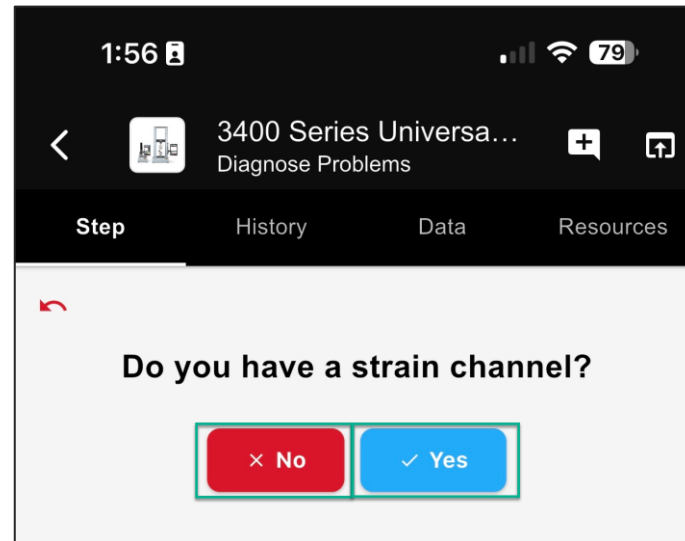 1:56 79
3400 Series Universa...
Diagnose Problems
Step History Data Resources
Do you have a strain channel?
No Yes